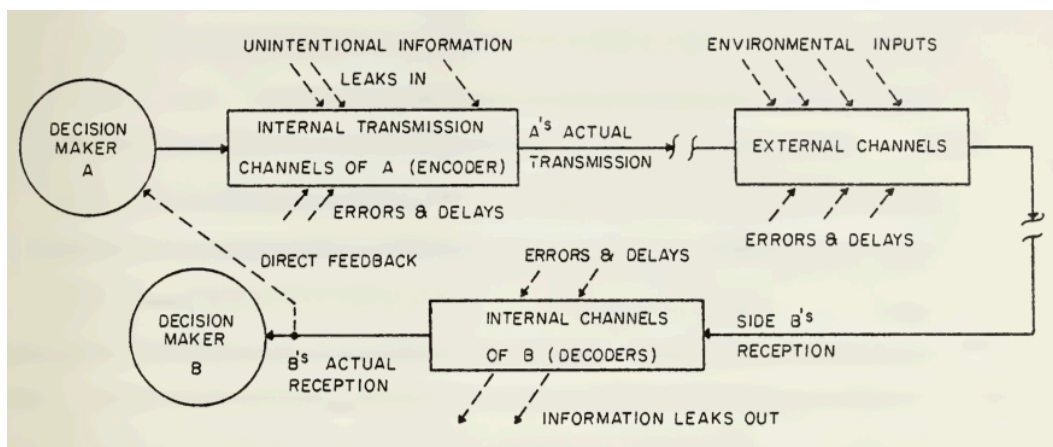 UNINTENTIONAL INFORMATION
LEAKS IN
ENVIRONMENTAL INPUTS
DECISION
MAKER
A
INTERNAL TRANSMISSION
CHANNELS OF A (ENCODER)
A'S ACTUAL
TRANSMISSION
EXTERNAL CHANNELS
ERRORS & DELAYS
ERRORS & DELAYS
DIRECT FEEDBACK
ERRORS & DELAYS
DECISION
MAKER
B
B'S ACTUAL
RECEPTION
INTERNAL CHANNELS
OF B (DECODERS)
SIDE B'S
RECEPTION
INFORMATION LEAKS OUT